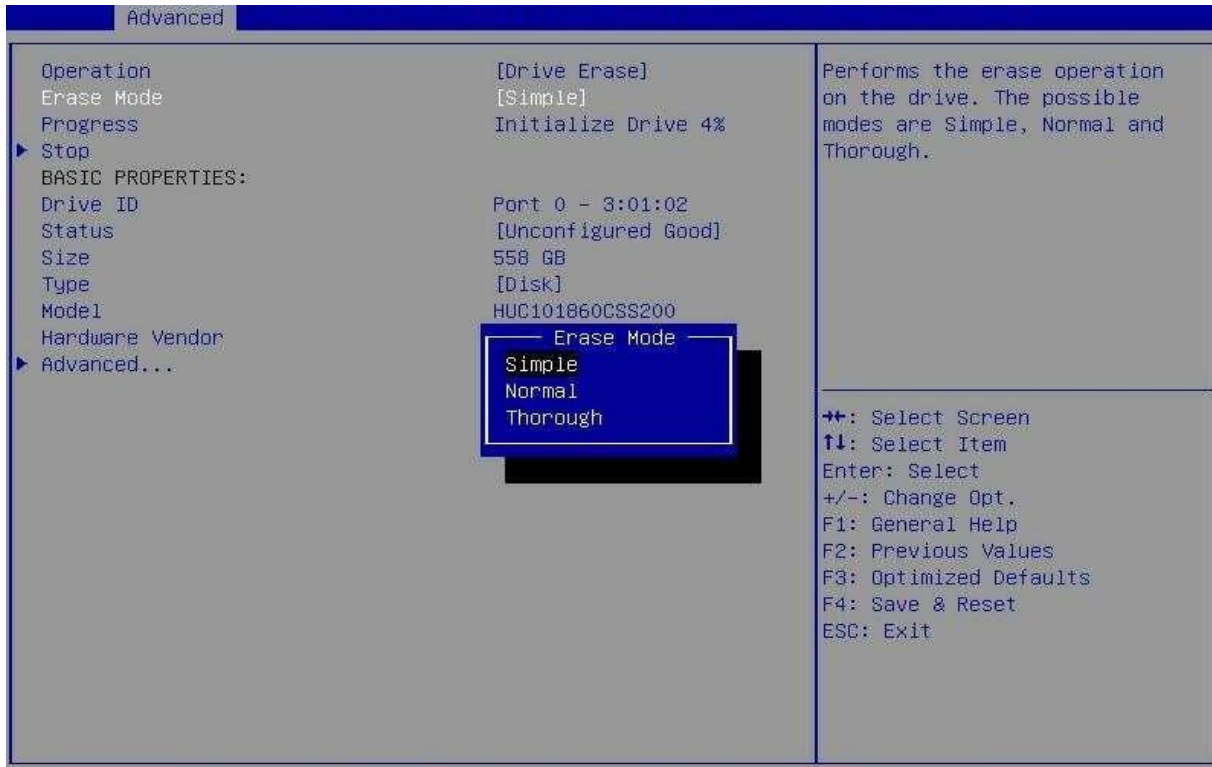 Advanced
Operation [Drive Erase]
Erase Mode [Simple]
Progress Initialize Drive 4%
Stop
BASIC PROPERTIES:
Drive ID Port 0 - 3:01:02
Status [Unconfigured Good]
Size 558 GB
Type [Disk]
Model HUC101860CSS200
Hardware Vendor
Advanced...
Erase Mode
Simple
Normal
Thorough
Performs the erase operation
on the drive. The possible
modes are Simple, Normal and
Thorough.
→←: Select Screen
↑↓: Select Item
Enter: Select
+/-: Change Opt.
F1: General Help
F2: Previous Values
F3: Optimized Defaults
F4: Save & Reset
ESC: Exit